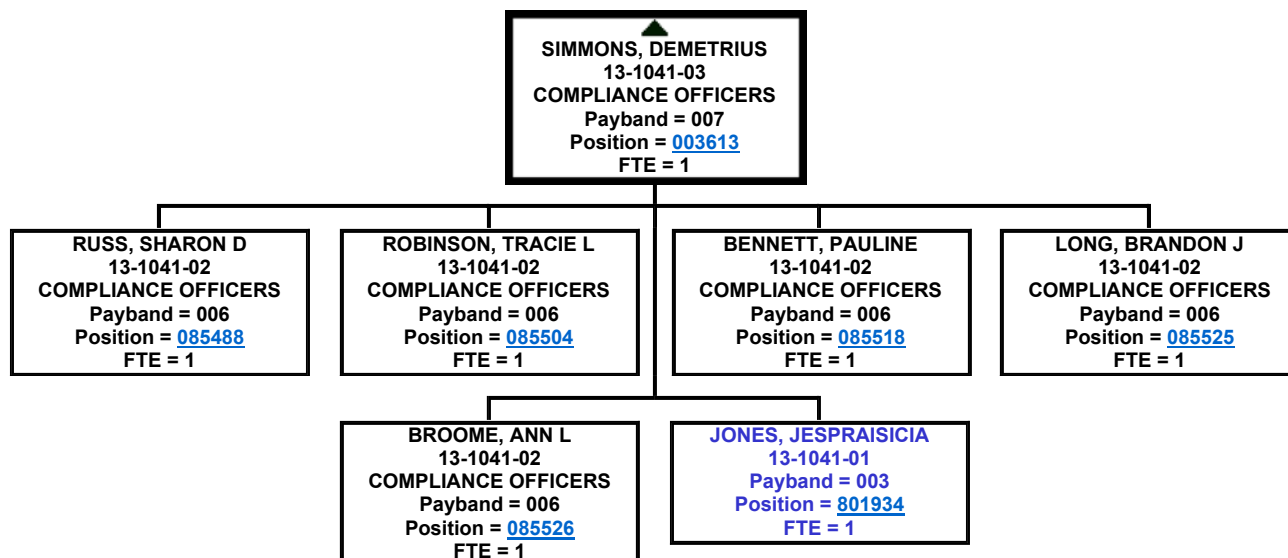 SIMMONS, DEMETRIUS
13-1041-03
COMPLIANCE OFFICERS
Payband = 007
Position = 003613
FTE = 1
RUSS, SHARON D
13-1041-02
COMPLIANCE OFFICERS
Payband = 006
Position = 085488
FTE = 1
ROBINSON, TRACIE L
13-1041-02
COMPLIANCE OFFICERS
Payband = 006
Position = 085504
FTE = 1
BENNETT, PAULINE
13-1041-02
COMPLIANCE OFFICERS
Payband = 006
Position = 085518
FTE = 1
LONG, BRANDON J
13-1041-02
COMPLIANCE OFFICERS
Payband = 006
Position = 085525
FTE = 1
BROOME, ANN L
13-1041-02
COMPLIANCE OFFICERS
Payband = 006
Position = 085526
FTE = 1
JONES, JESPRAISICIA
13-1041-01
Payband = 003
Position = 801934
FTE = 1